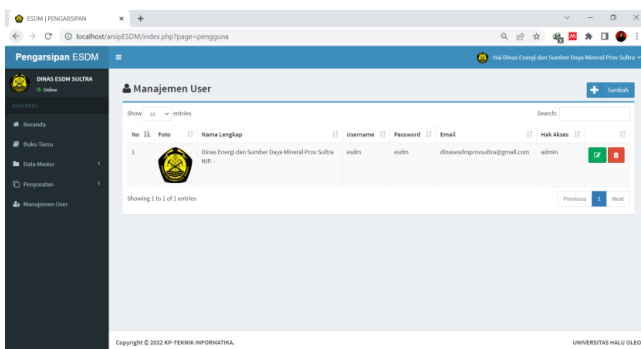 ESDM | PENGARSIPAN
localhost/arsipESDM/index.php?page=pengguna
Pengarsipan ESDM
Hai Dinas Energi dan Sumber Daya Mineral Prov Sultra
DINAS ESDM SULTRA
Online
MAIN MENU
Manajemen User
Tambah
Beranda
Buku Tamu
Data Master
Penyuratan
Manajemen User
Show 10 entries
Search:
No Foto Nama Lengkap Username Password Email Hak Akses
1 Dinas Energi dan Sumber Daya Mineral Prov Sultra esdm esdm dinasesdmprovsultra@gmail.com admin
NIP. -
Showing 1 to 1 of 1 entries
Previous 1 Next
Copyright © 2022 KP-TEKNIK INFORMATIKA.
UNIVERSITAS HALU OLEO